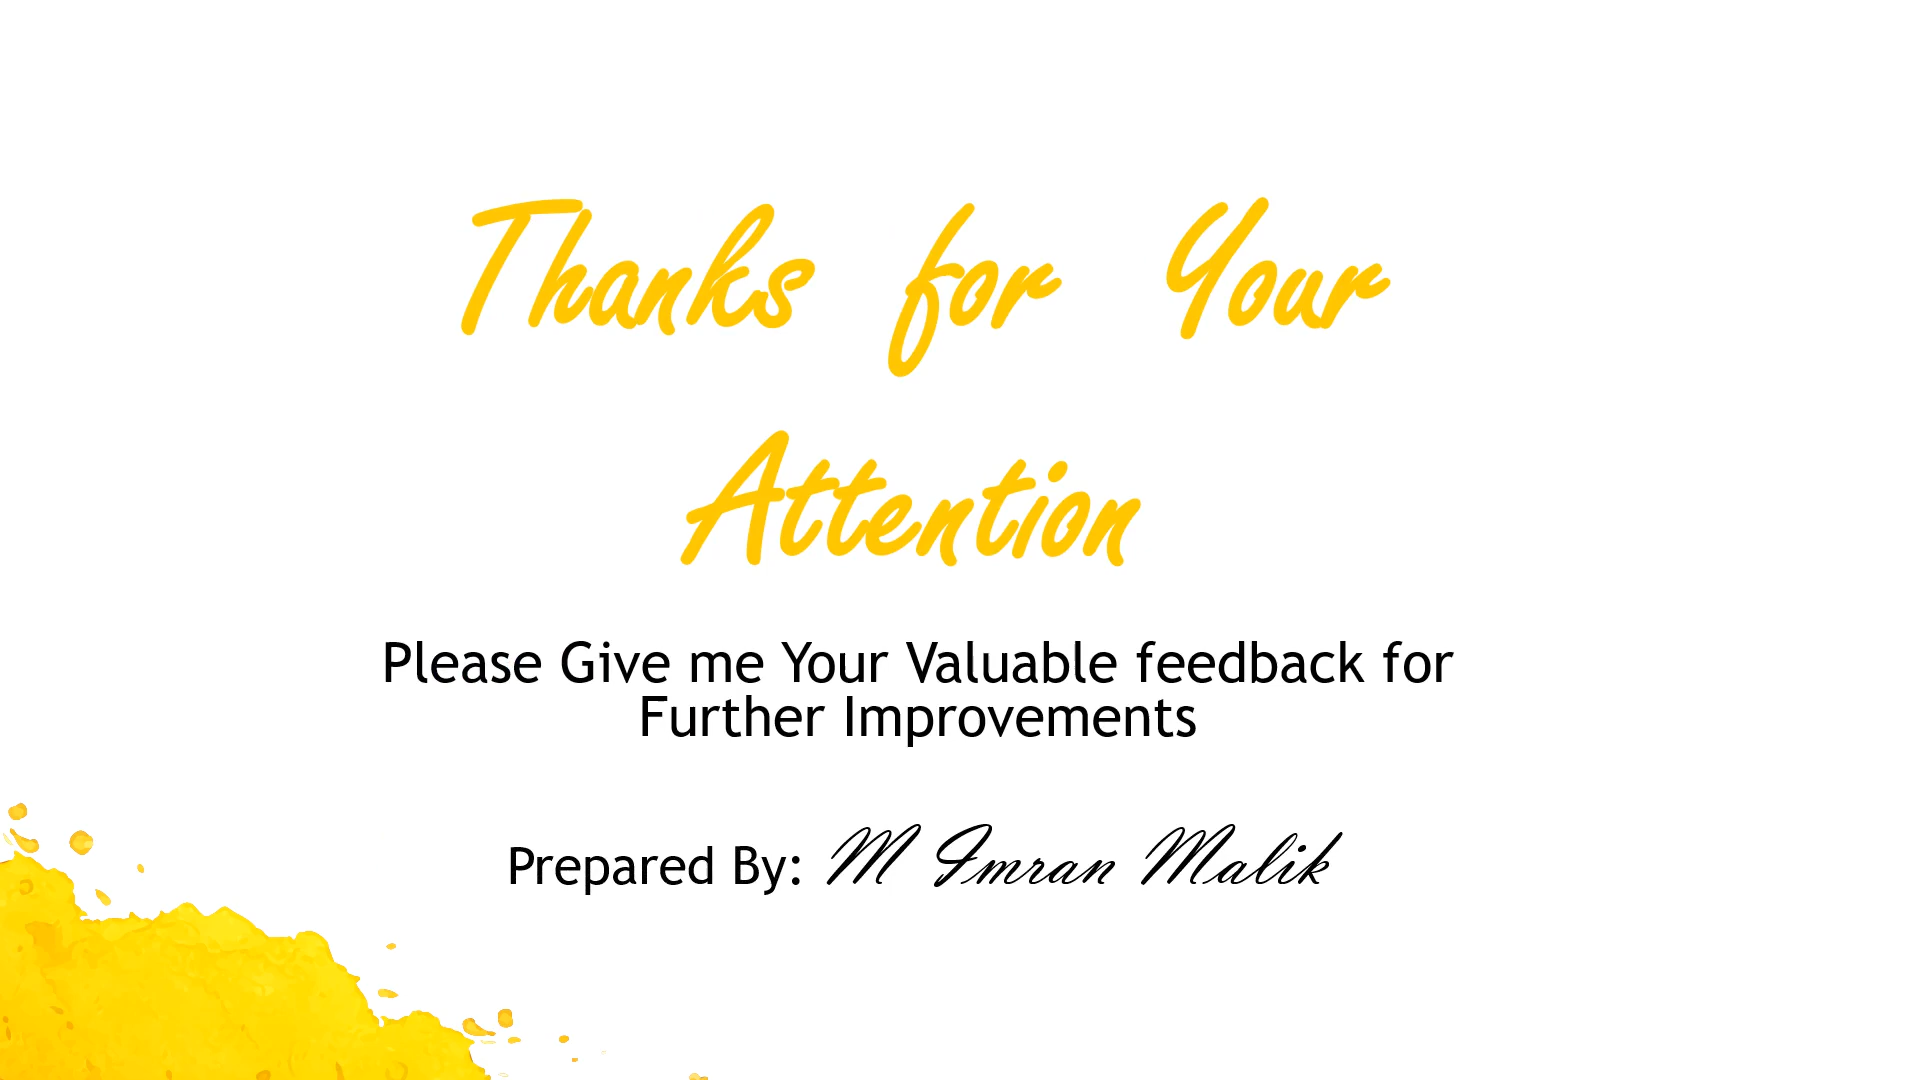 Thanks for Your
Attention
Please Give me Your Valuable feedback for
Further Improvements
Prepared By: M Imran Malik